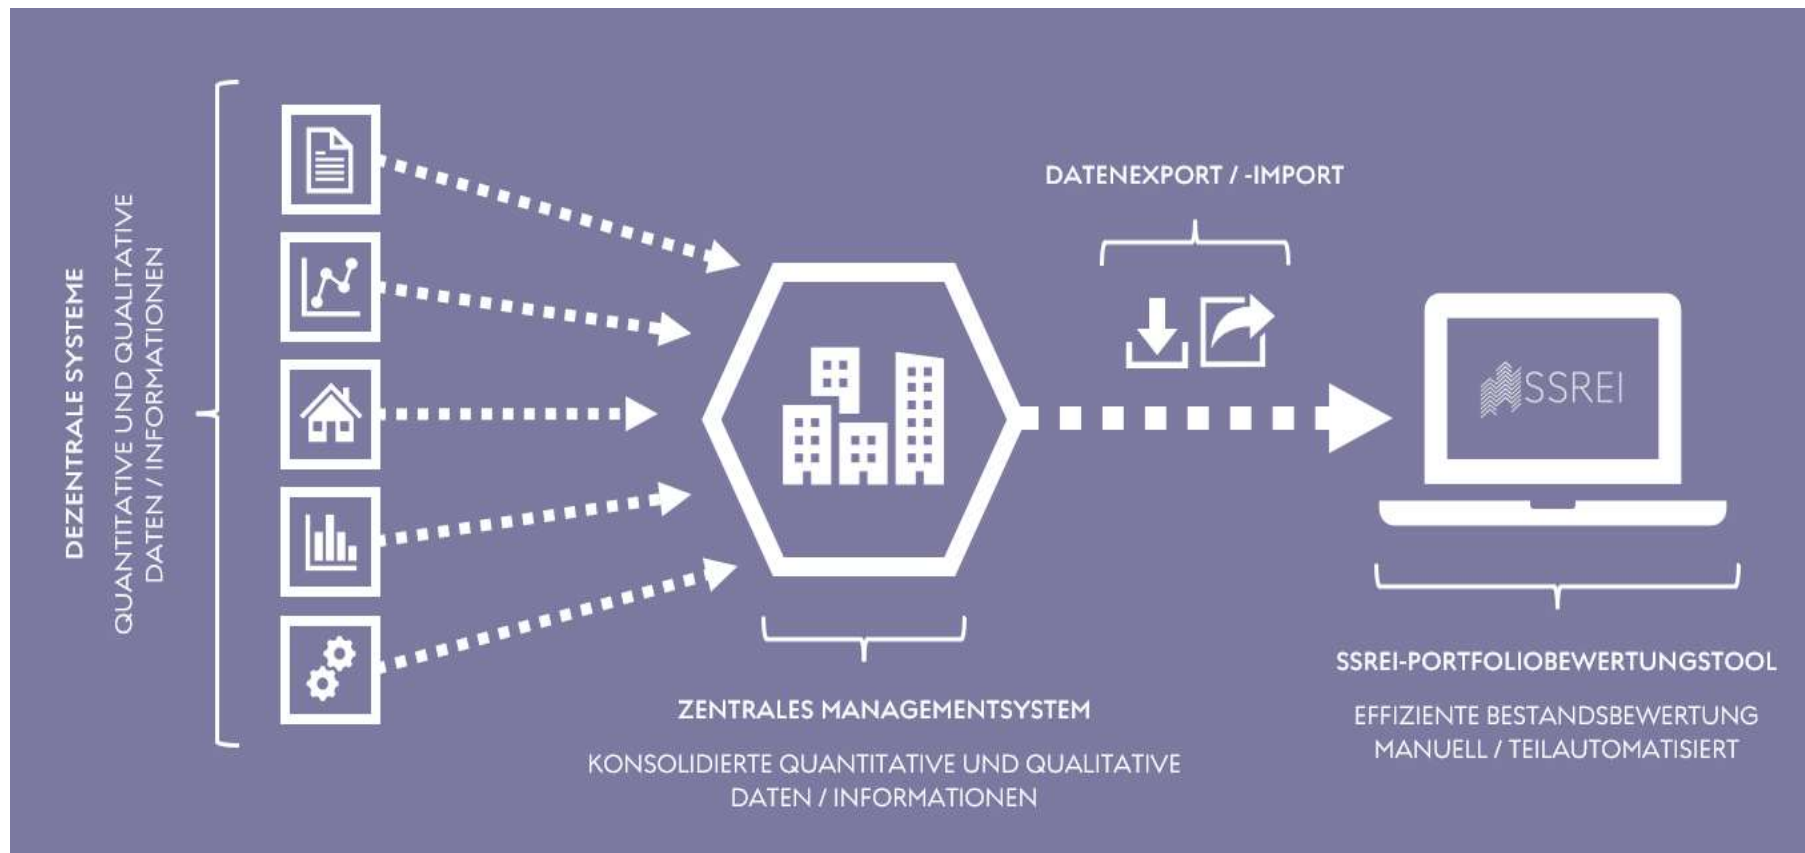 DEZENTRALE SYSTEME
QUANTITATIVE UND QUALITATIVE
DATEN / INFORMATIONEN
DATENEXPORT / -IMPORT
SSREI
ZENTRALES MANAGEMENTSYSTEM
KONSOLIDIERTE QUANTITATIVE UND QUALITATIVE
DATEN / INFORMATIONEN
SSREI-PORTFOLIOBEWERTUNGSTOOL
EFFIZIENTE BESTANDSBEWERTUNG
MANUELL / TEILAUTOMATISIERT